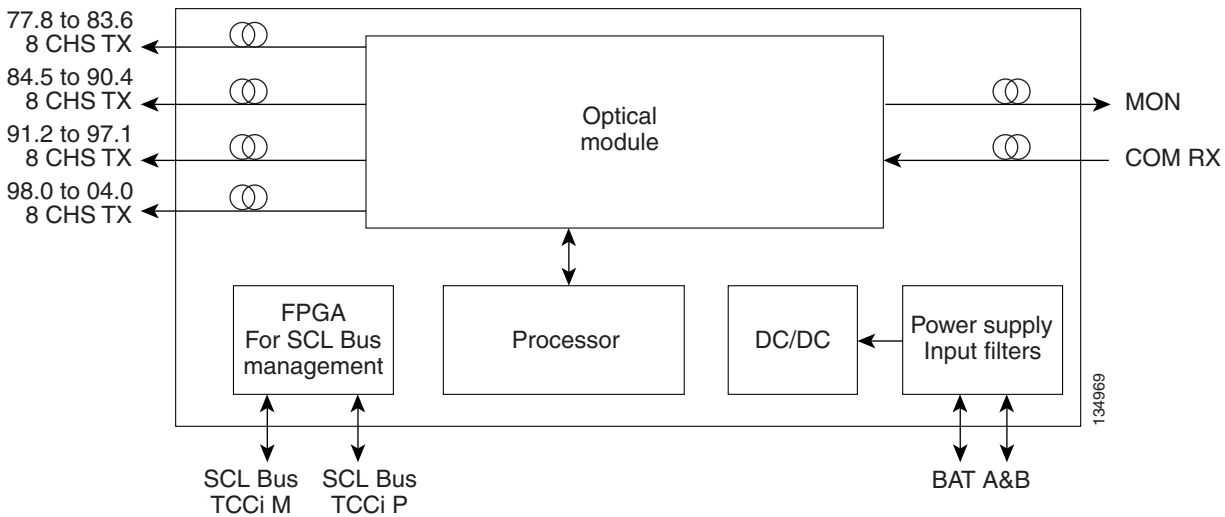 77.8 to 83.6
8 CHS TX
84.5 to 90.4
8 CHS TX
91.2 to 97.1
8 CHS TX
98.0 to 04.0
8 CHS TX
Optical
module
MON
COM RX
FPGA
For SCL Bus
management
Processor
DC/DC
Power supply
Input filters
134969
SCL Bus
TCCi M
SCL Bus
TCCi P
BAT A&B